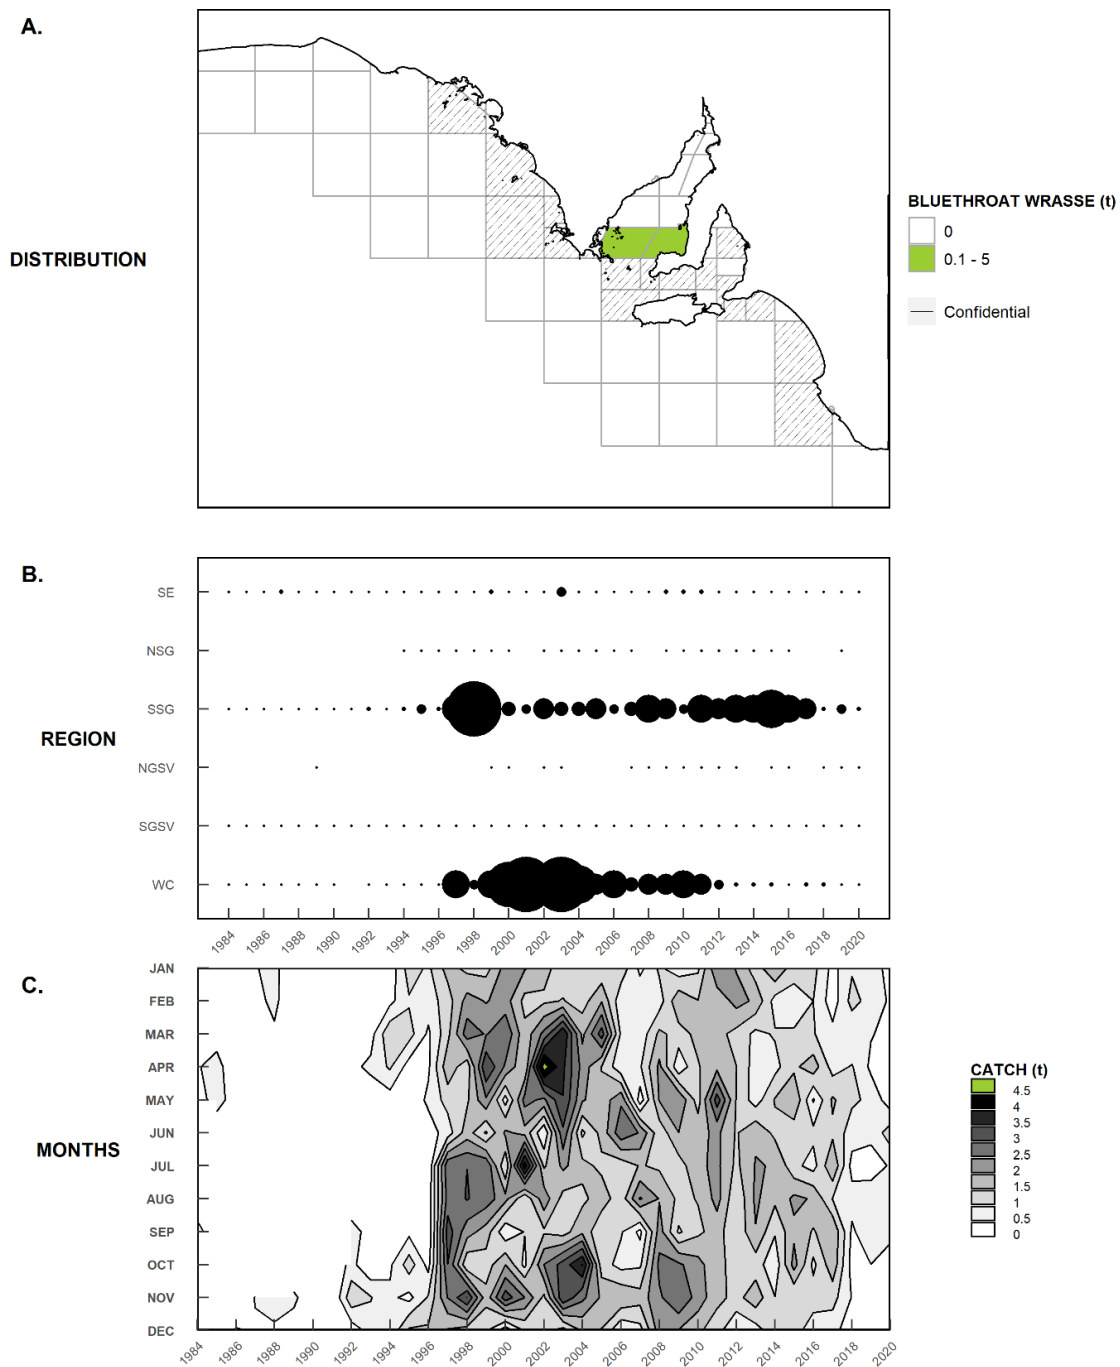 A.
DISTRIBUTION
BLUETHROAT WRASSE (t)
0
0.1 - 5
Confidential
B.
REGION
SE
NSG
SSG
NGSV
SGSV
WC
1984 1986 1988 1990 1992 1994 1996 1998 2000 2002 2004 2006 2008 2010 2012 2014 2016 2018 2020
C.
MONTHS
JAN
FEB
MAR
APR
MAY
JUN
JUL
AUG
SEP
OCT
NOV
DEC
1984 1986 1988 1990 1992 1994 1996 1998 2000 2002 2004 2006 2008 2010 2012 2014 2016 2018 2020
CATCH (t)
4.5
4
3.5
3
2.5
2
1.5
1
0.5
0